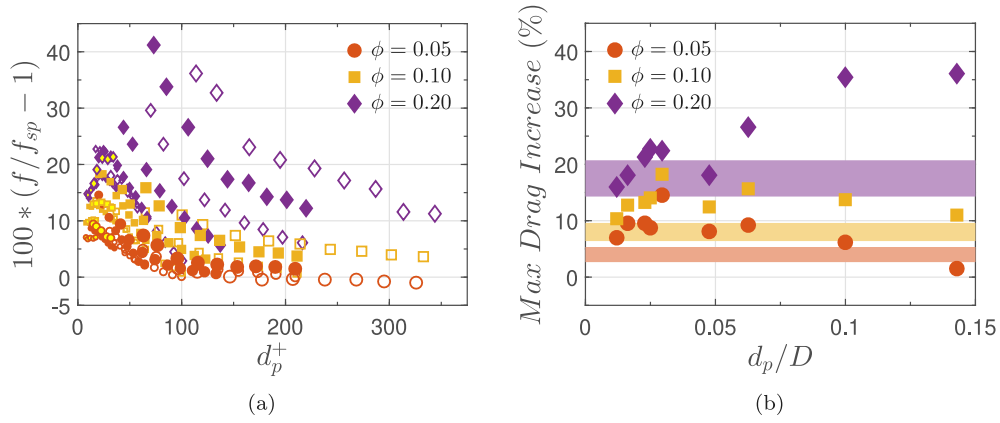 100 * (f/f_{sp} − 1)
40
30
20
10
0
-5
0
100
200
300
d_p^+
ϕ = 0.05
ϕ = 0.10
ϕ = 0.20
(a)
Max Drag Increase (%)
40
30
20
10
0
0
0.05
0.1
0.15
d_p/D
ϕ = 0.05
ϕ = 0.10
ϕ = 0.20
(b)